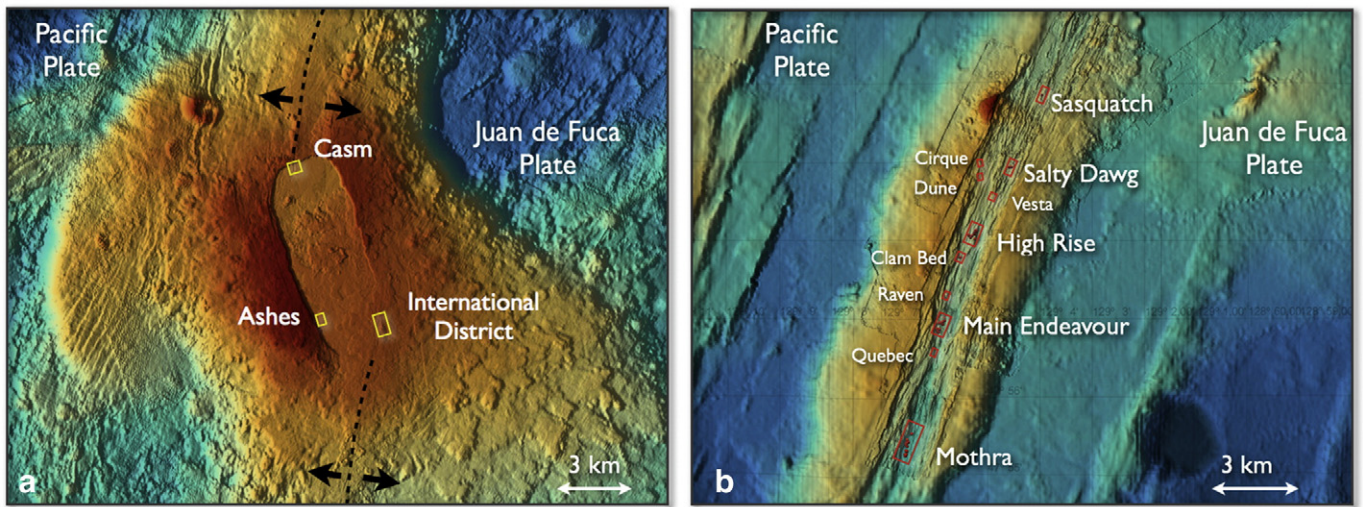 Pacific
Plate
Juan de Fuca
Plate
Casm
Ashes
International
District
3 km
a
Pacific
Plate
Juan de Fuca
Plate
Sasquatch
Cirque
Dune
Salty Dawg
Vesta
High Rise
Clam Bed
Raven
Main Endeavour
Quebec
Mothra
3 km
b